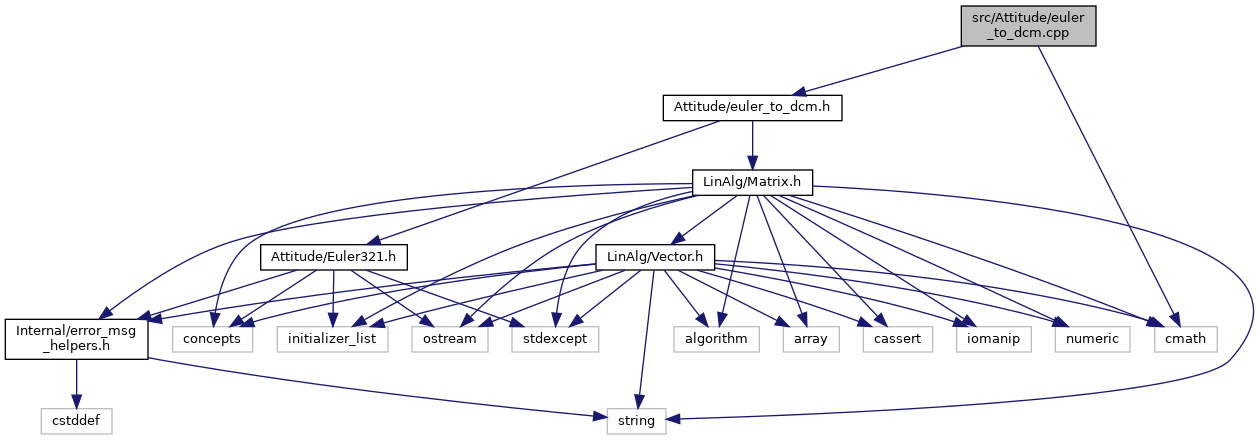 src/Attitude/euler
_to_dcm.cpp
Attitude/euler_to_dcm.h
LinAlg/Matrix.h
Attitude/Euler321.h
LinAlg/Vector.h
Internal/error_msg
_helpers.h
concepts
initializer_list
ostream
stdexcept
algorithm
array
cassert
iomanip
numeric
cmath
cstddef
string